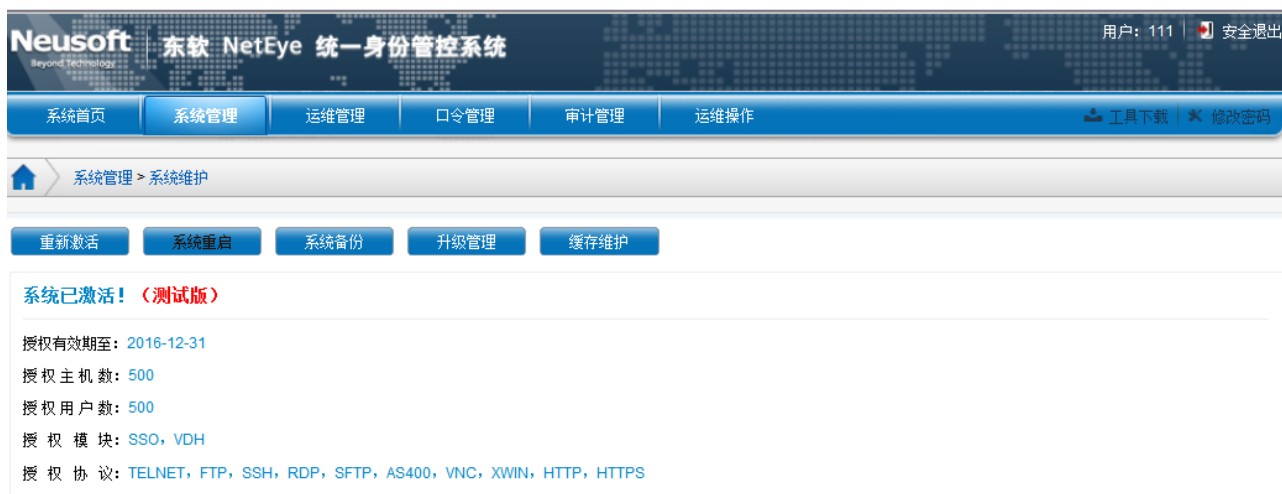 Neusoft 东软 NetEye 统一身份管控系统 用户：111 安全退出
Beyond Technology
系统首页 系统管理 运维管理 口令管理 审计管理 运维操作 工具下载 修改密码
系统管理 > 系统维护
重新激活 系统重启 系统备份 升级管理 缓存维护
系统已激活！（测试版）
授权有效期至：2016-12-31
授权主机数：500
授权用户数：500
授权模块：SSO，VDH
授权协议：TELNET，FTP，SSH，RDP，SFTP，AS400，VNC，XWIN，HTTP，HTTPS